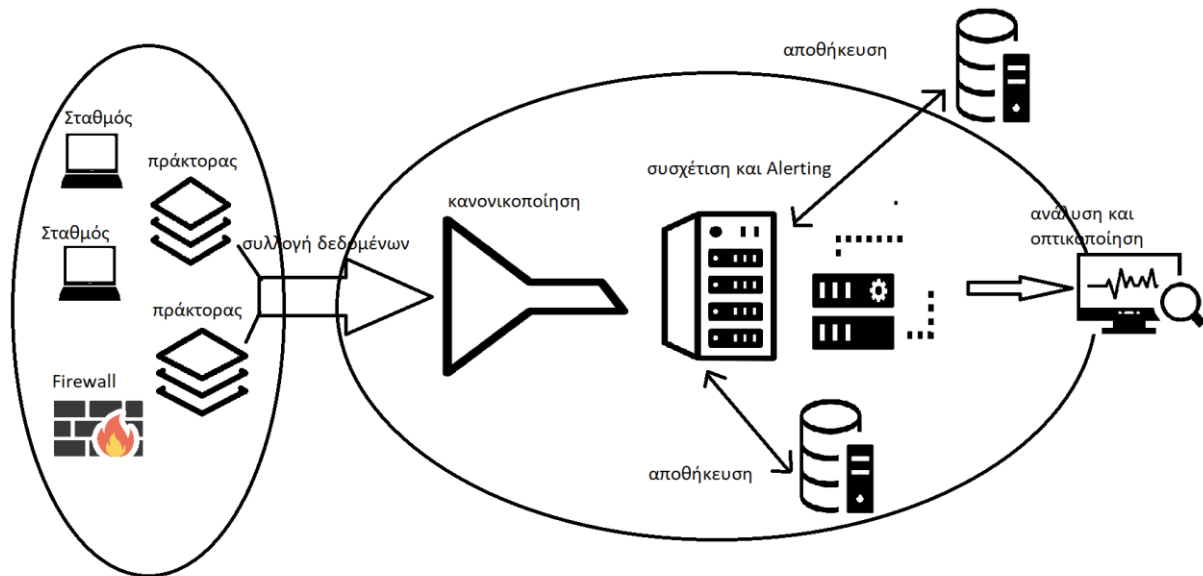 Σταθμός
πράκτορας
Σταθμός
πράκτορας
Firewall
συλλογή δεδομένων
κανονικοποίηση
συσχέτιση και Alerting
αποθήκευση
αποθήκευση
ανάλυση και
οπτικοποίηση